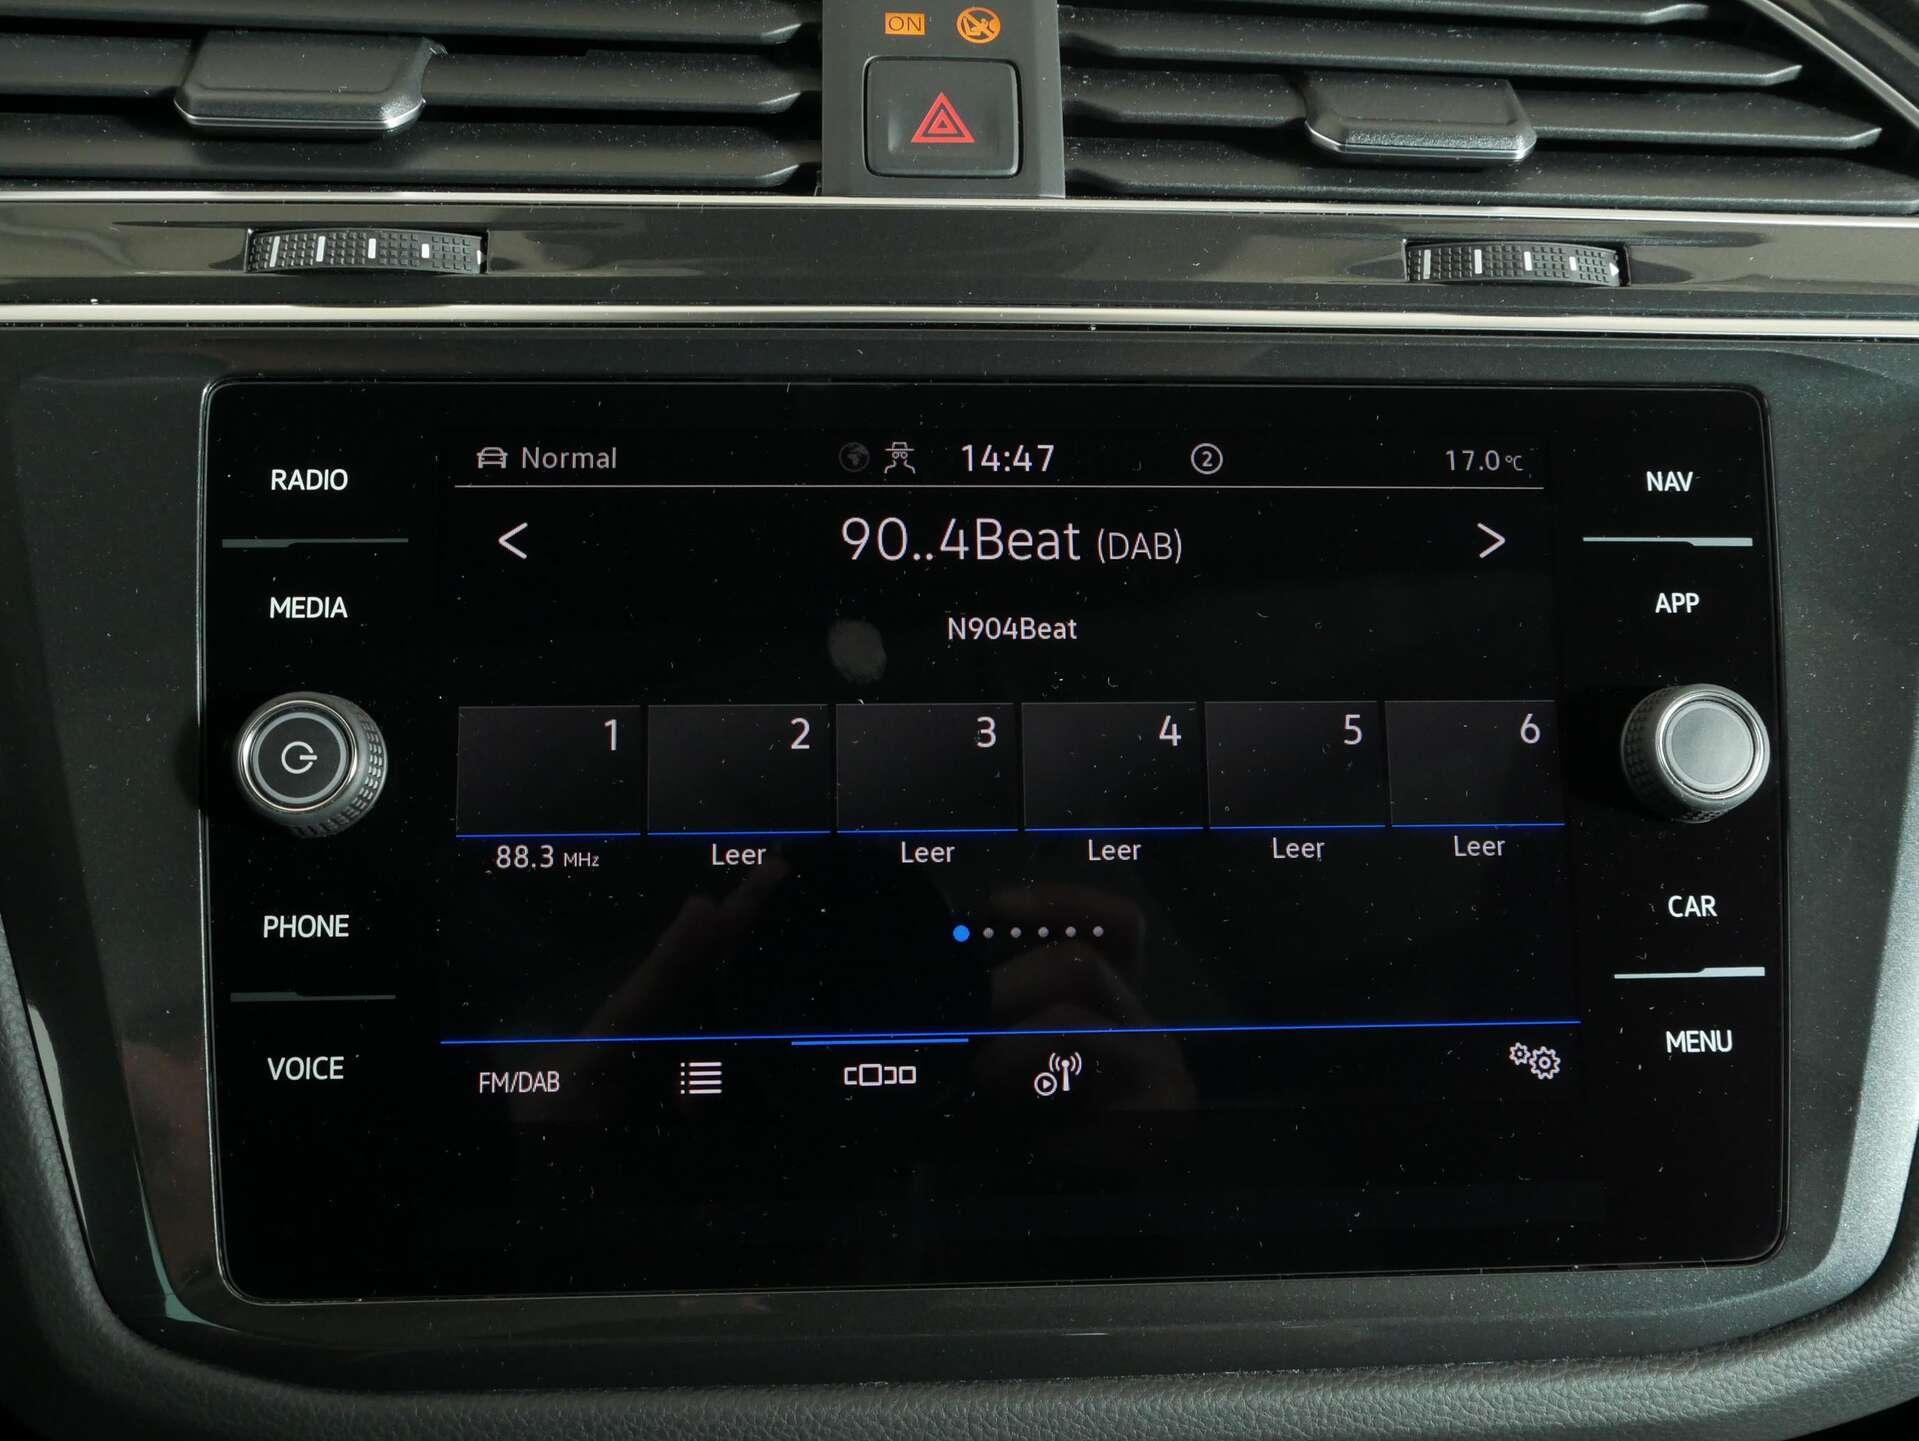 ON
Normal 14:47 2 17.0 °C
RADIO
NAV
< 90..4Beat (DAB) >
MEDIA
APP
N904Beat
1 2 3 4 5 6
88.3 MHz Leer Leer Leer Leer Leer
PHONE
CAR
VOICE
MENU
FM/DAB